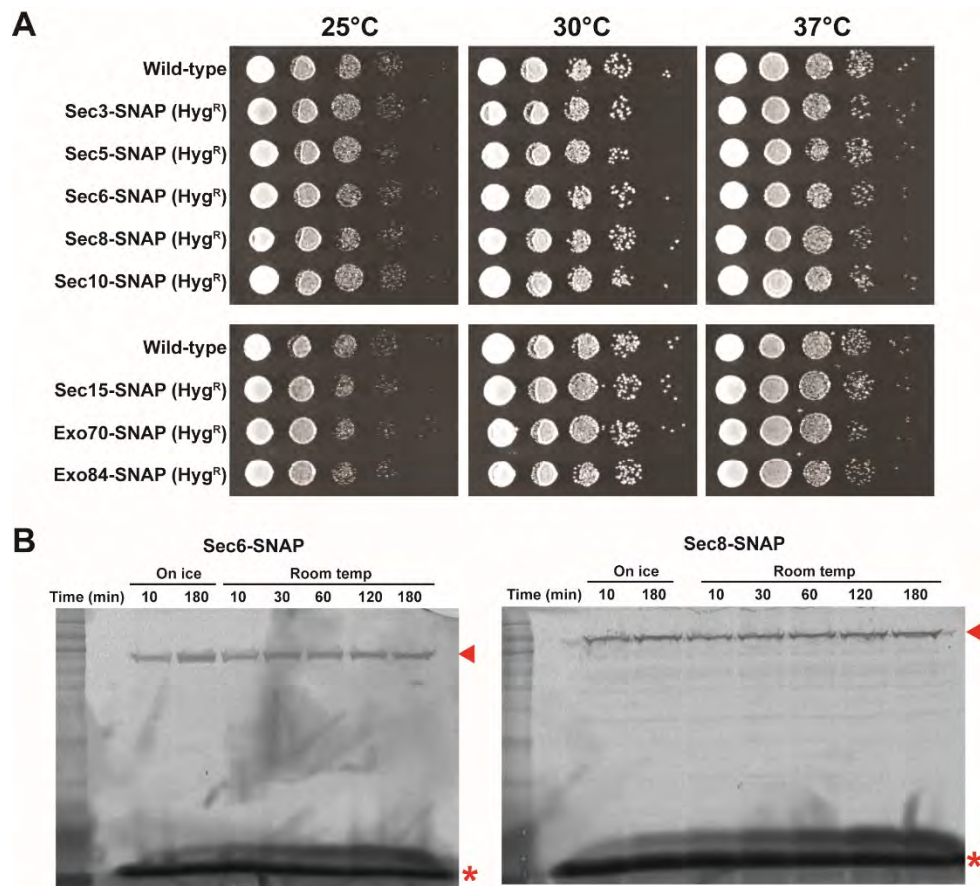 A
25°C 30°C 37°C
Wild-type
Sec3-SNAP (Hygᴿ)
Sec5-SNAP (Hygᴿ)
Sec6-SNAP (Hygᴿ)
Sec8-SNAP (Hygᴿ)
Sec10-SNAP (Hygᴿ)
Wild-type
Sec15-SNAP (Hygᴿ)
Exo70-SNAP (Hygᴿ)
Exo84-SNAP (Hygᴿ)
B
Sec6-SNAP
On ice Room temp
Time (min) 10 180 10 30 60 120 180
*
Sec8-SNAP
On ice Room temp
Time (min) 10 180 10 30 60 120 180
*